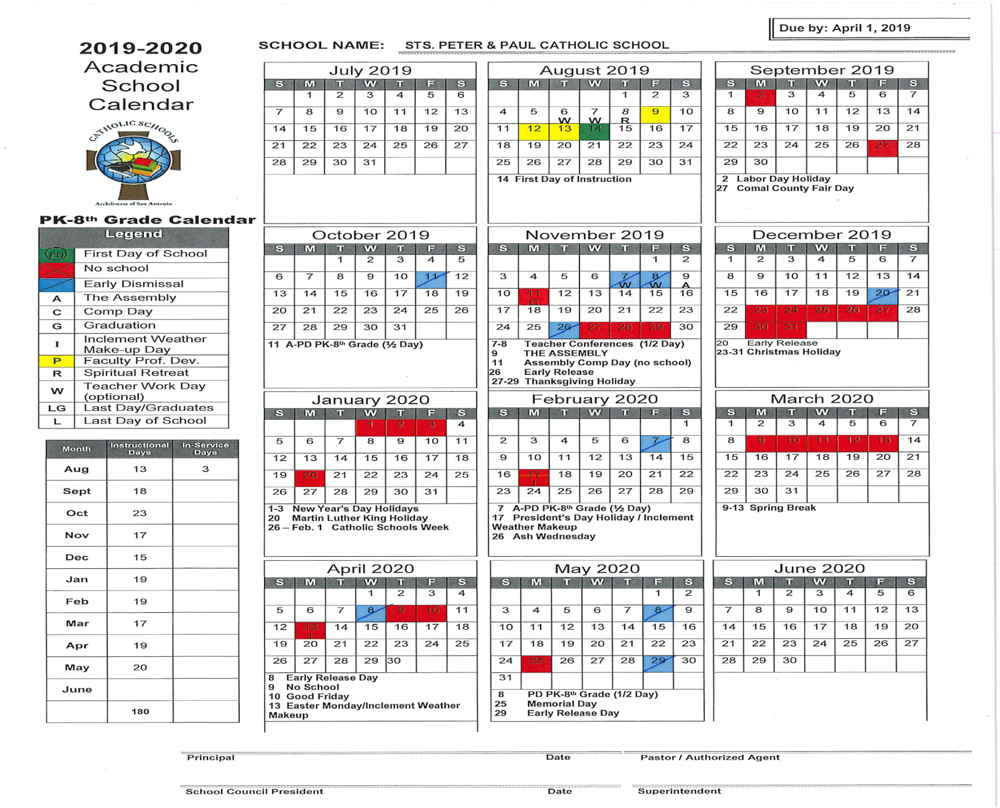 Due by: April 1, 2019
2019-2020
Academic
School
Calendar
SCHOOL NAME: STS. PETER & PAUL CATHOLIC SCHOOL
CATHOLIC SCHOOLS
Archdiocese of San Antonio
PK-8th Grade Calendar
Legend
FD First Day of School
No school
Early Dismissal
A The Assembly
C Comp Day
G Graduation
I Inclement Weather
Make-up Day
P Faculty Prof. Dev.
R Spiritual Retreat
W Teacher Work Day
(optional)
LG Last Day/Graduates
L Last Day of School
Month Instructional Days In-Service Days
Aug 13 3
Sept 18
Oct 23
Nov 17
Dec 15
Jan 19
Feb 19
Mar 17
Apr 19
May 20
June
180
July 2019
S M T W T F S
1 2 3 4 5 6
7 8 9 10 11 12 13
14 15 16 17 18 19 20
21 22 23 24 25 26 27
28 29 30 31
August 2019
S M T W T F S
1 2 3
4 5 6 W 7 W 8 R 9 10
11 12 13 14 15 16 17
18 19 20 21 22 23 24
25 26 27 28 29 30 31
14 First Day of Instruction
September 2019
S M T W T F S
1 2 3 4 5 6 7
8 9 10 11 12 13 14
15 16 17 18 19 20 21
22 23 24 25 26 27 28
29 30
2 Labor Day Holiday
27 Comal County Fair Day
October 2019
S M T W T F S
1 2 3 4 5
6 7 8 9 10 11 12
13 14 15 16 17 18 19
20 21 22 23 24 25 26
27 28 29 30 31
11 A-PD PK-8th Grade (½ Day)
November 2019
S M T W T F S
1 2
3 4 5 6 7 W 8 W 9 A
10 11 C 12 13 14 15 16
17 18 19 20 21 22 23
24 25 26 27 28 29 30
7-8 Teacher Conferences (1/2 Day)
9 THE ASSEMBLY
11 Assembly Comp Day (no school)
26 Early Release
27-29 Thanksgiving Holiday
December 2019
S M T W T F S
1 2 3 4 5 6 7
8 9 10 11 12 13 14
15 16 17 18 19 20 21
22 23 24 25 26 27 28
29 30 31
20 Early Release
23-31 Christmas Holiday
January 2020
S M T W T F S
1 2 3 4
5 6 7 8 9 10 11
12 13 14 15 16 17 18
19 20 21 22 23 24 25
26 27 28 29 30 31
1-3 New Year's Day Holidays
20 Martin Luther King Holiday
26 – Feb. 1 Catholic Schools Week
February 2020
S M T W T F S
1
2 3 4 5 6 7 8
9 10 11 12 13 14 15
16 17 I 18 19 20 21 22
23 24 25 26 27 28 29
7 A-PD PK-8th Grade (½ Day)
17 President's Day Holiday / Inclement
Weather Makeup
26 Ash Wednesday
March 2020
S M T W T F S
1 2 3 4 5 6 7
8 9 10 11 12 13 14
15 16 17 18 19 20 21
22 23 24 25 26 27 28
29 30 31
9-13 Spring Break
April 2020
S M T W T F S
1 2 3 4
5 6 7 8 9 10 11
12 13 I 14 15 16 17 18
19 20 21 22 23 24 25
26 27 28 29 30
8 Early Release Day
9 No School
10 Good Friday
13 Easter Monday/Inclement Weather
Makeup
May 2020
S M T W T F S
1 2
3 4 5 6 7 8 9
10 11 12 13 14 15 16
17 18 19 20 21 22 23
24 25 26 27 28 29 30
31
8 PD PK-8th Grade (1/2 Day)
25 Memorial Day
29 Early Release Day
June 2020
S M T W T F S
1 2 3 4 5 6
7 8 9 10 11 12 13
14 15 16 17 18 19 20
21 22 23 24 25 26 27
28 29 30
Principal Date Pastor / Authorized Agent
School Council President Date Superintendent